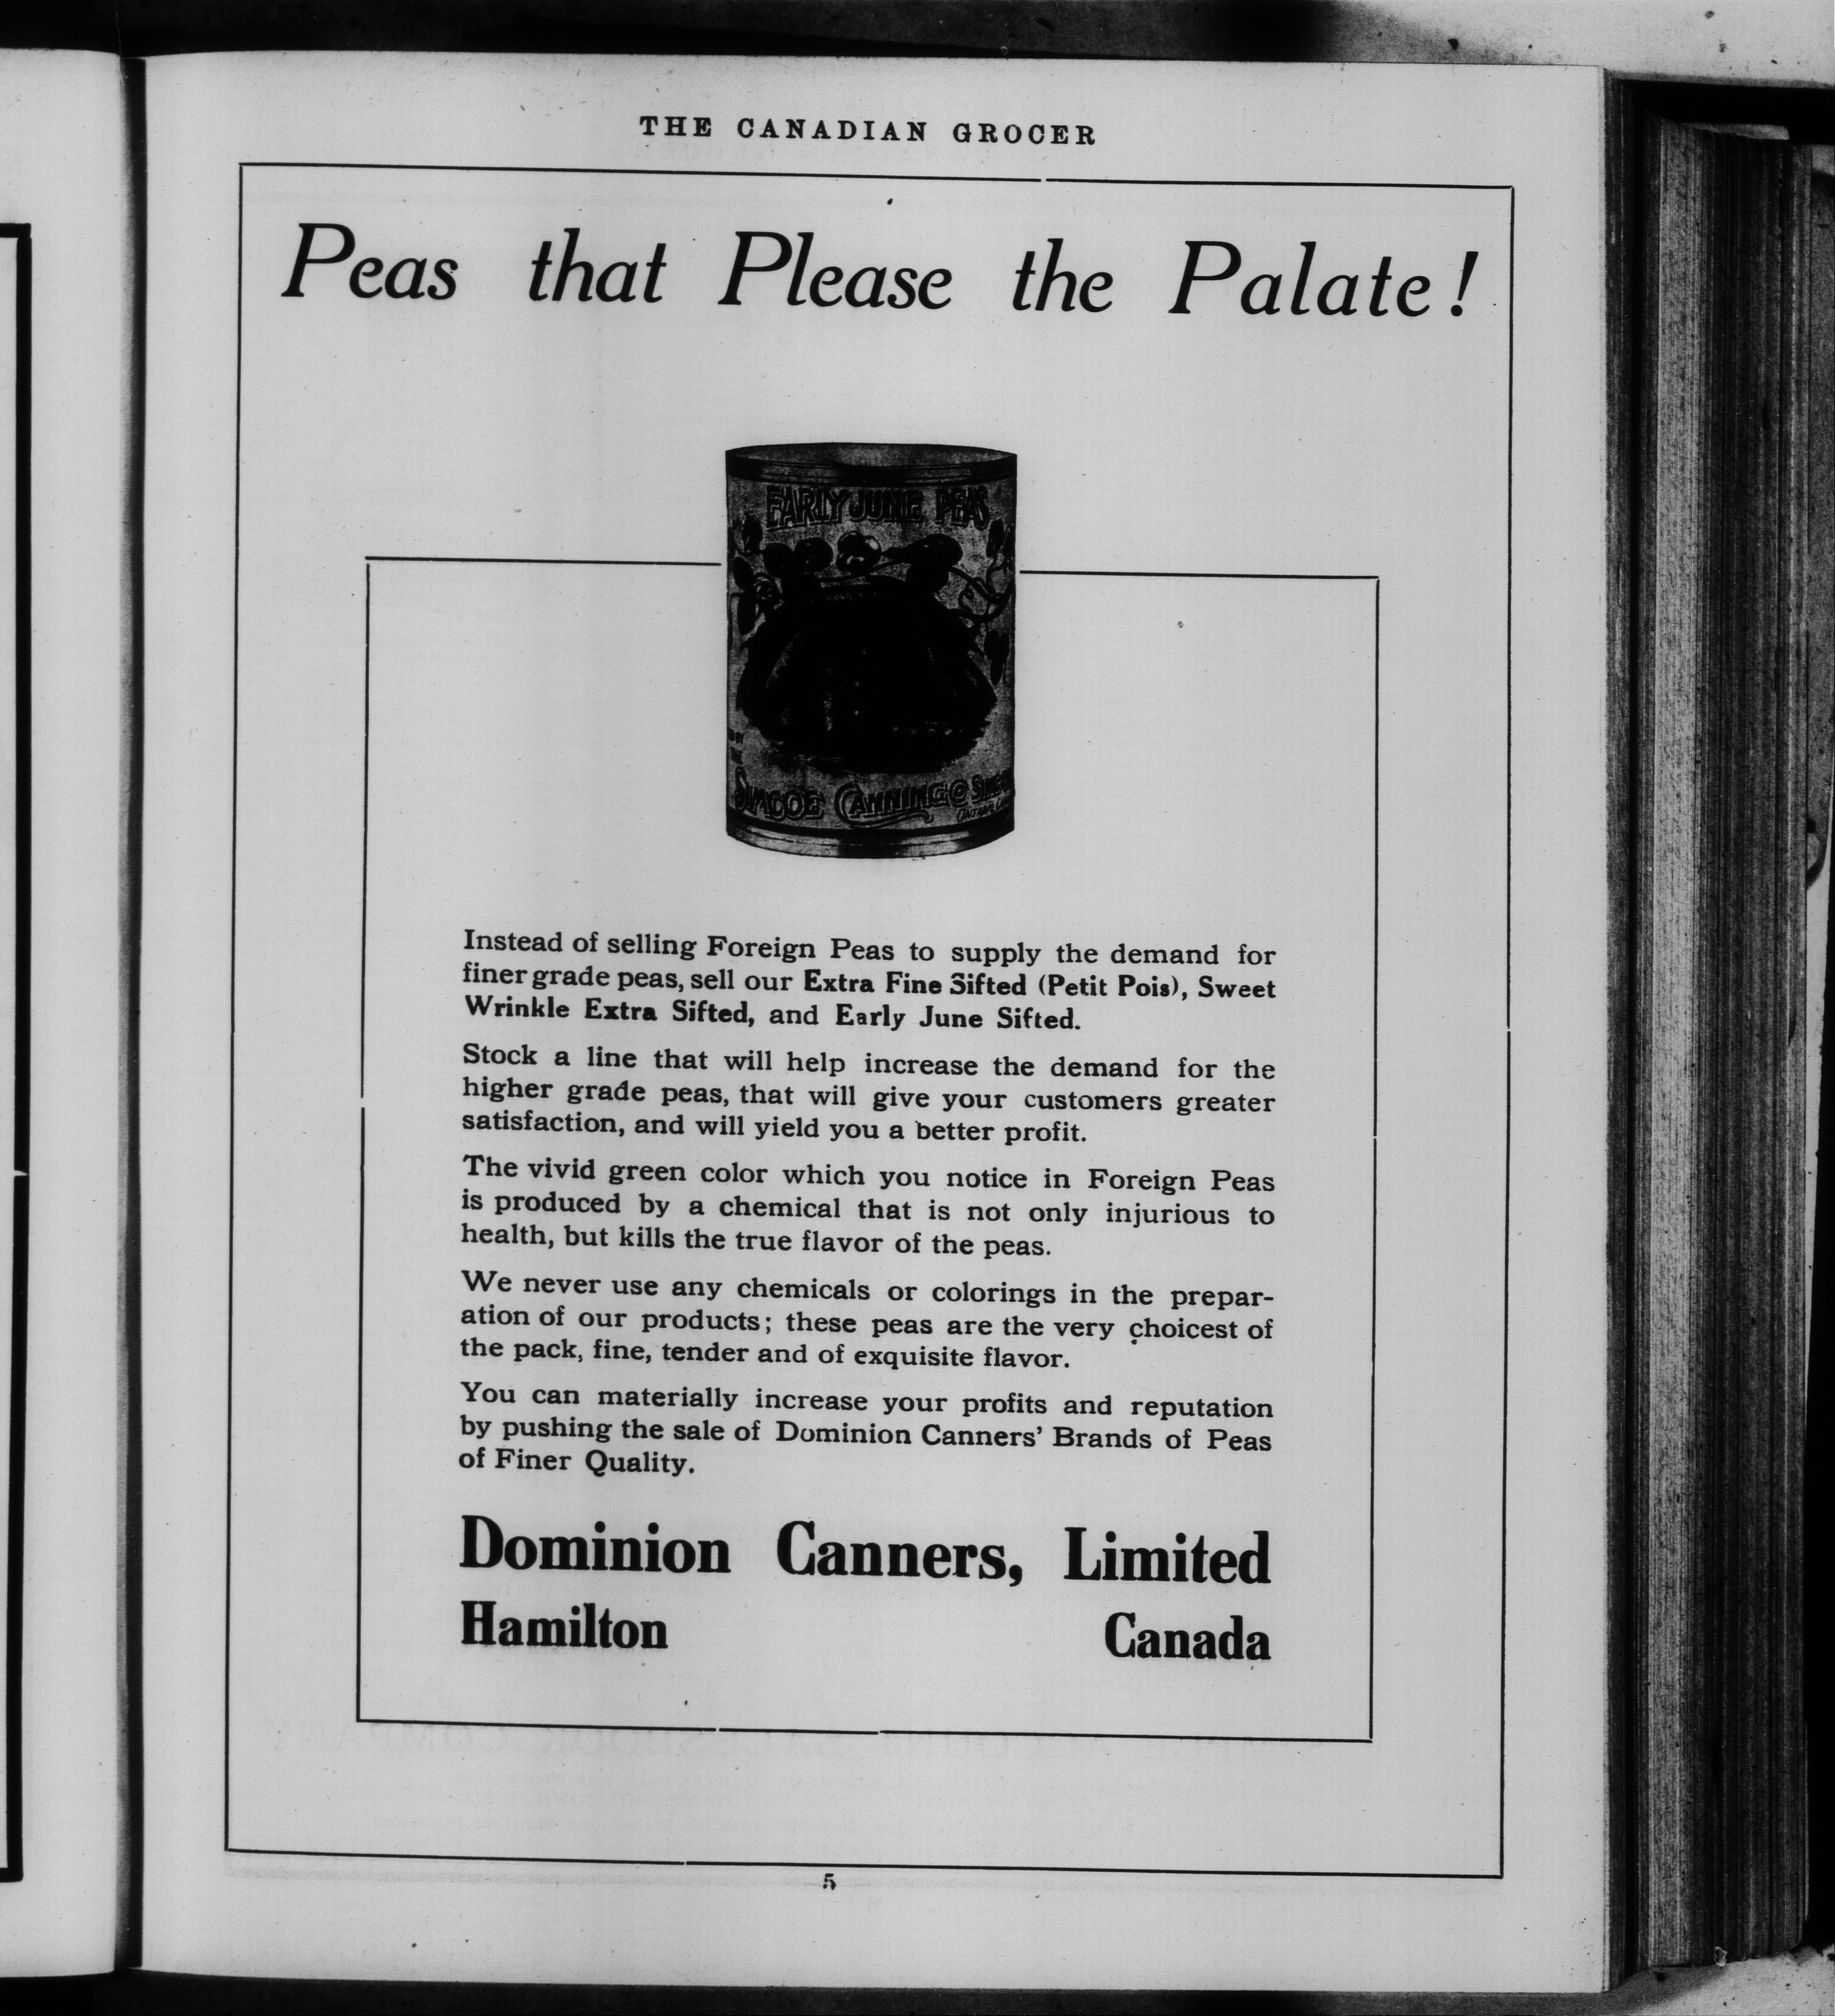 THE CANADIAN GROCER
Peas that Please the Palate!
EARLY JUNE PEAS
SIMCOE CANNING Co
Instead of selling Foreign Peas to supply the demand for
finer grade peas, sell our Extra Fine Sifted (Petit Pois), Sweet
Wrinkle Extra Sifted, and Early June Sifted.
Stock a line that will help increase the demand for the
higher grade peas, that will give your customers greater
satisfaction, and will yield you a better profit.
The vivid green color which you notice in Foreign Peas
is produced by a chemical that is not only injurious to
health, but kills the true flavor of the peas.
We never use any chemicals or colorings in the prepar-
ation of our products; these peas are the very choicest of
the pack, fine, tender and of exquisite flavor.
You can materially increase your profits and reputation
by pushing the sale of Dominion Canners' Brands of Peas
of Finer Quality.
Dominion Canners, Limited
Hamilton Canada
5